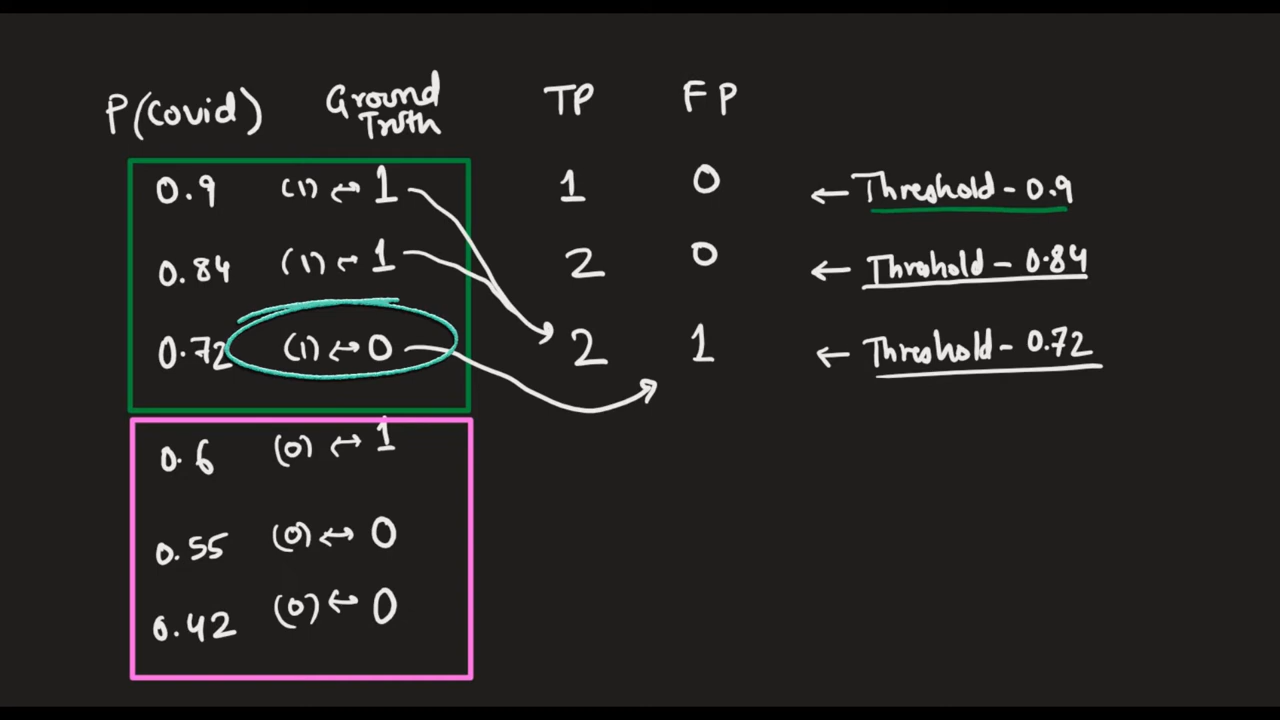 P(Covid) Ground Truth TP FP
0.9 (1) ↔ 1 1 0 ← Threshold - 0.9
0.84 (1) ↔ 1 2 0 ← Throhold - 0.84
0.72 (1) ↔ 0 2 1 ← Threshold - 0.72
0.6 (0) ↔ 1
0.55 (0) ↔ 0
0.42 (0) ↔ 0